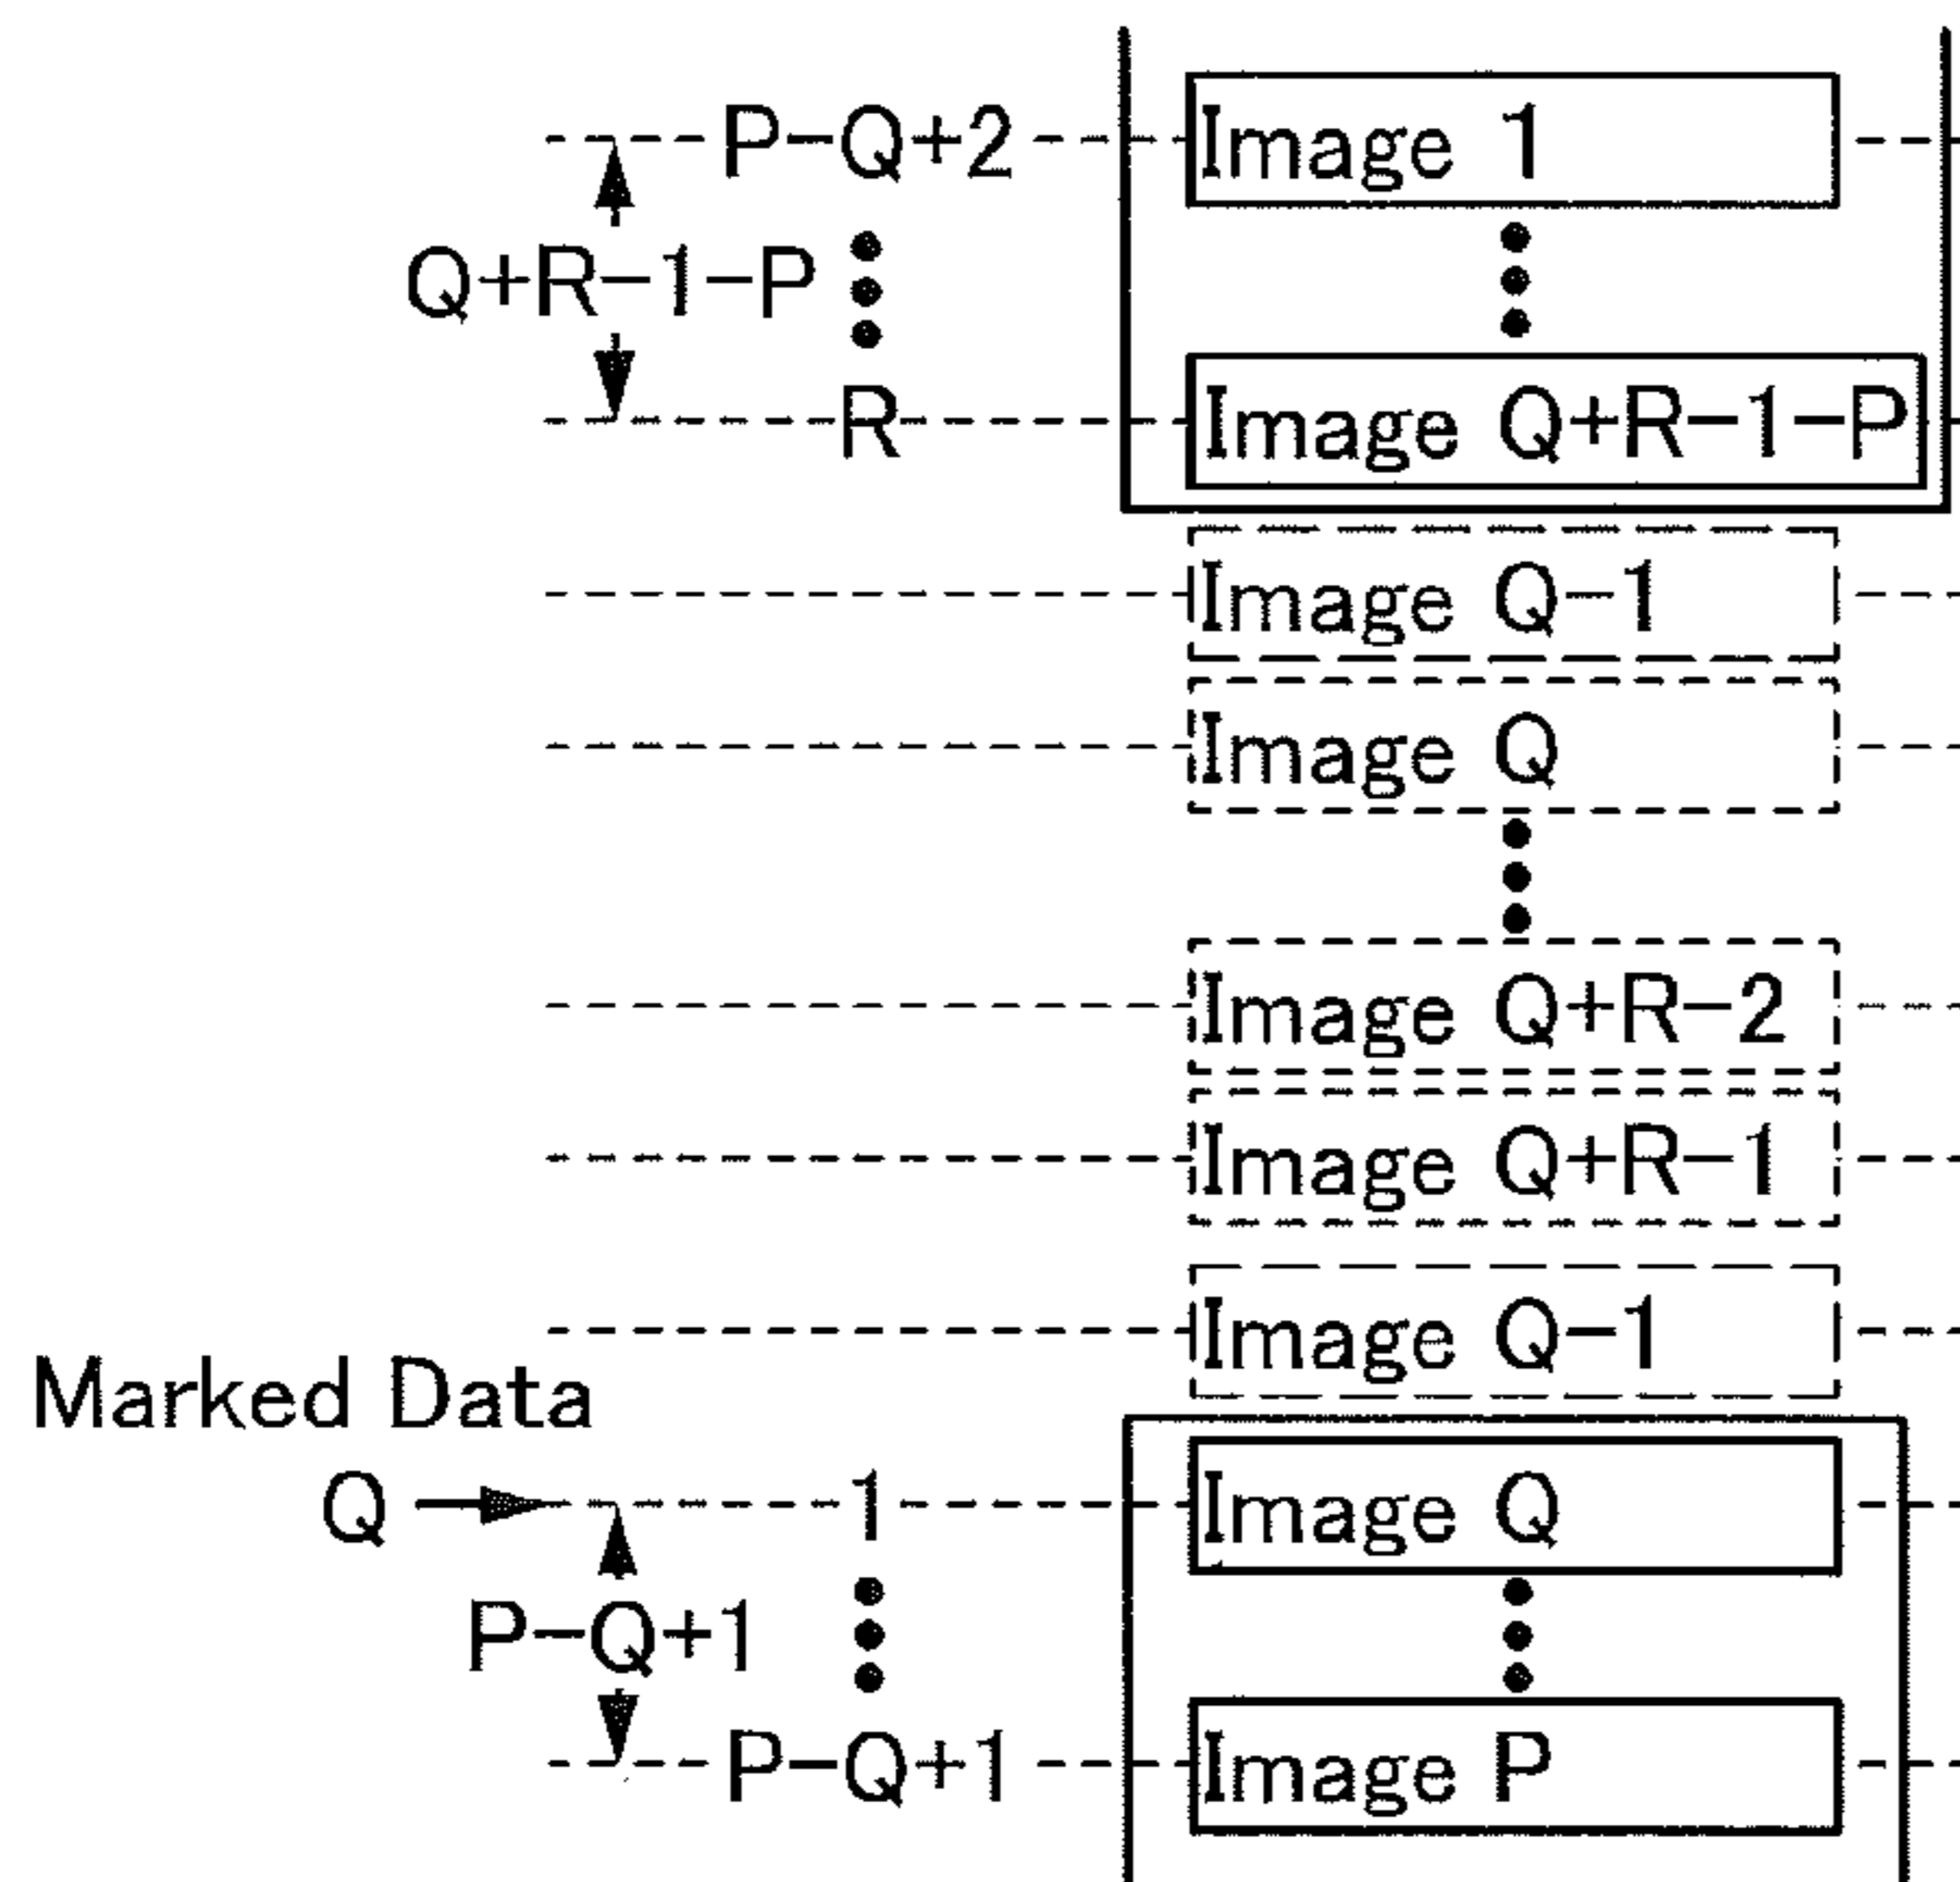 P-Q+2 Image 1
Q+R-1-P
R Image Q+R-1-P
Image Q-1
Image Q
Image Q+R-2
Image Q+R-1
Image Q-1
Marked Data
Q 1 Image Q
P-Q+1
P-Q+1 Image P